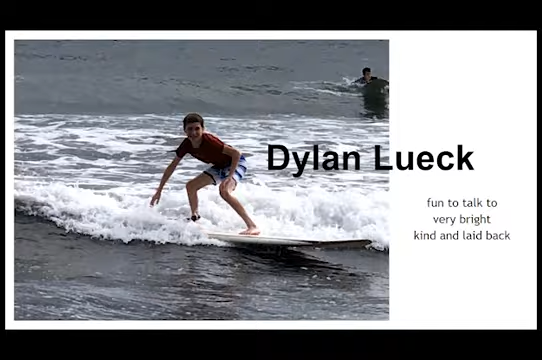 Dylan Lueck
fun to talk to
very bright
kind and laid back